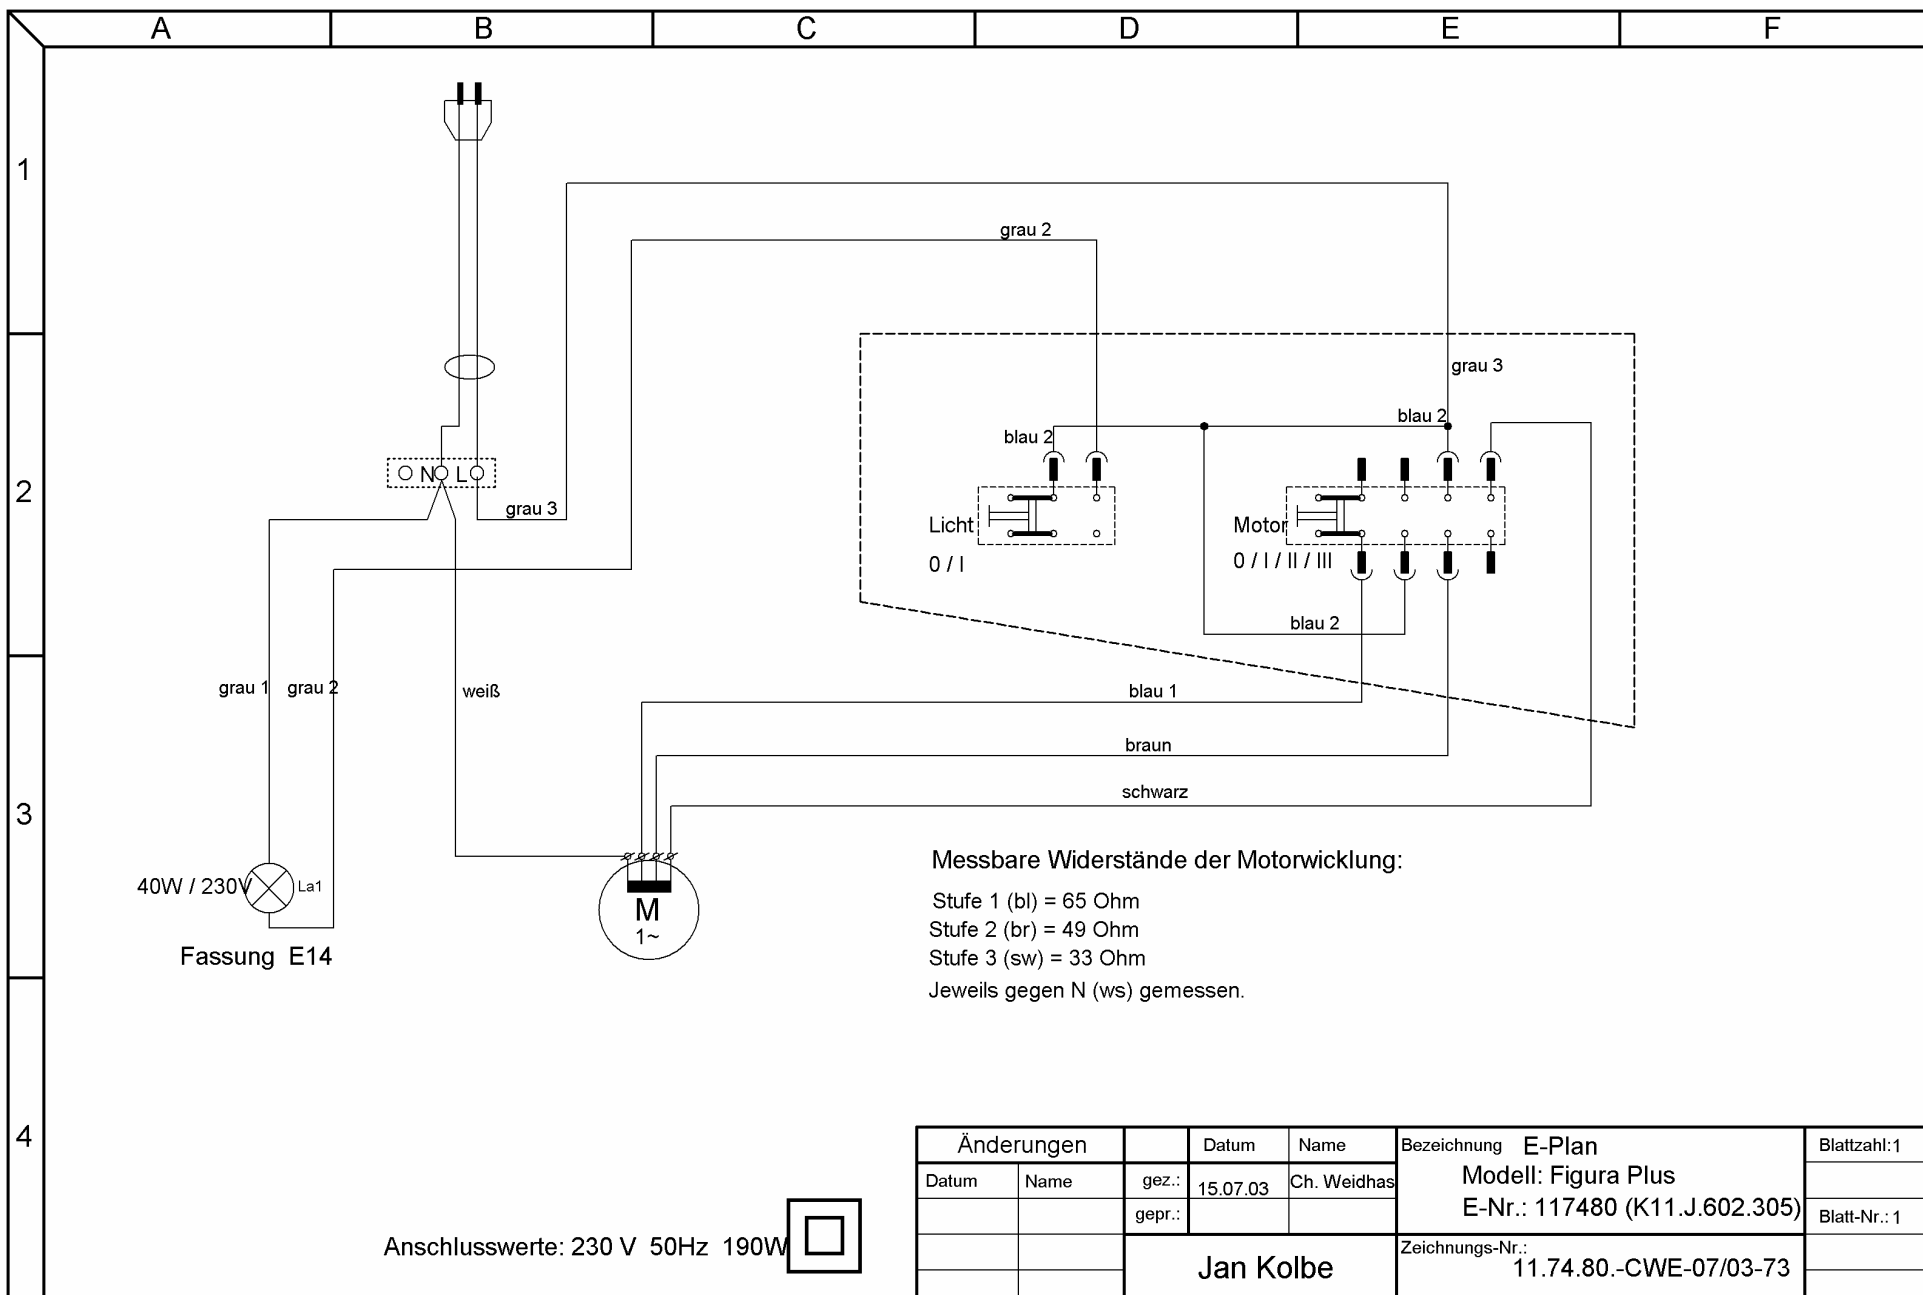 A B C D E F
1
grau 2
grau 3
blau 2
blau 2
2
N L
grau 3
Licht
Motor
0 / I
0 / I / II / III
blau 2
grau 1
grau 2
weiß
blau 1
braun
3
schwarz
Messbare Widerstände der Motorwicklung:
40W / 230V
La1
Stufe 1 (bl) = 65 Ohm
M
1~
Stufe 2 (br) = 49 Ohm
Fassung E14
Stufe 3 (sw) = 33 Ohm
Jeweils gegen N (ws) gemessen.
4
Änderungen
Datum
Name
Bezeichnung E-Plan
Blattzahl:1
Datum
Name
gez.:
15.07.03
Ch. Weidhas
Modell: Figura Plus
gepr.:
E-Nr.: 117480 (K11.J.602.305)
Blatt-Nr.: 1
Anschlusswerte: 230 V 50Hz 190W
Jan Kolbe
Zeichnungs-Nr.:
11.74.80.-CWE-07/03-73